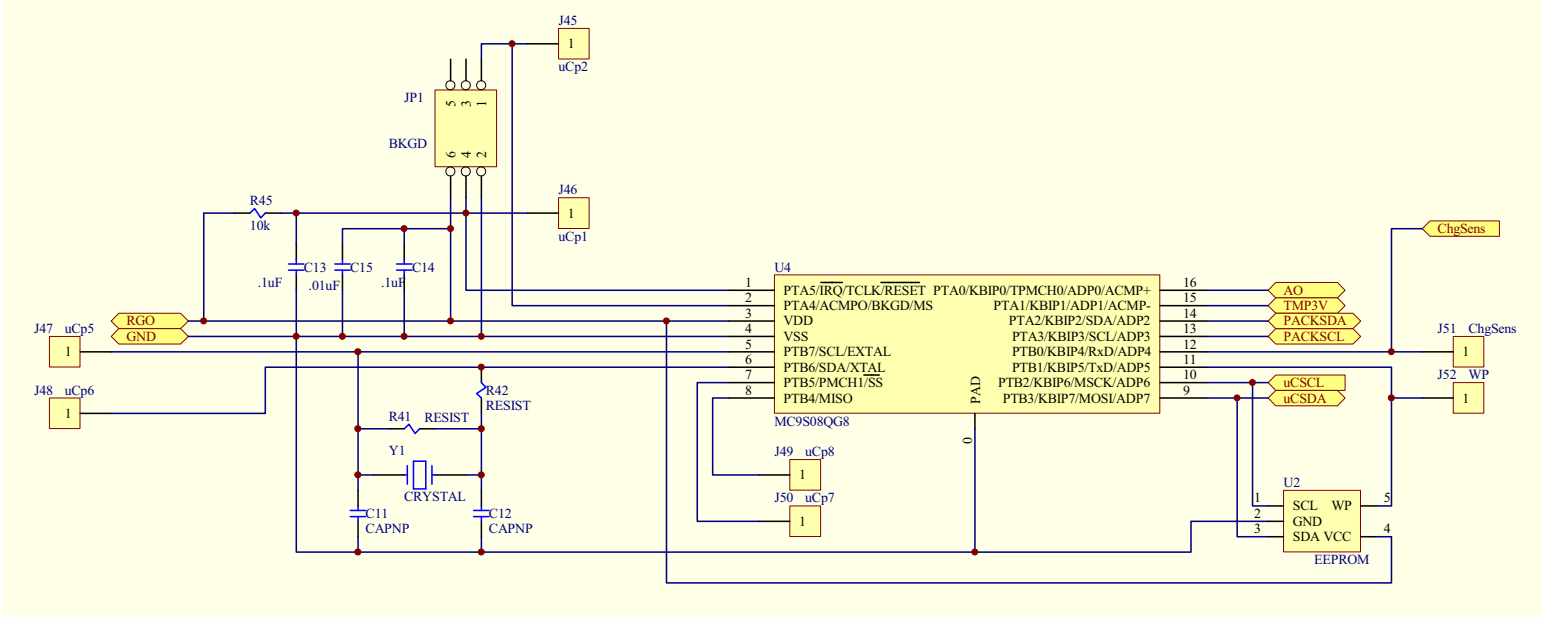 J45
1
uCp2
JP1
5 3 1
BKGD
6 4 2
J46
1
uCp1
R45
10k
C13
.1uF
C15
.01uF
C14
.1uF
ChgSens
U4
1 PTA5/IRQ/TCLK/RESET PTA0/KBIP0/TPMCH0/ADP0/ACMP+ 16 AO
2 PTA4/ACMPO/BKGD/MS PTA1/KBIP1/ADP1/ACMP- 15 TMP3V
RGO 3 VDD PTA2/KBIP2/SDA/ADP2 14 PACKSDA
GND 4 VSS PTA3/KBIP3/SCL/ADP3 13 PACKSCL
J47 uCp5
1
5 PTB7/SCL/EXTAL PTB0/KBIP4/RxD/ADP4 12
J51 ChgSens
1
6 PTB6/SDA/XTAL PTB1/KBIP5/TxD/ADP5 11
7 PTB5/PMCH1/SS PTB2/KBIP6/MSCK/ADP6 10 uCSCL
8 PTB4/MISO PTB3/KBIP7/MOSI/ADP7 9 uCSDA
J52 WP
1
J48 uCp6
1
PAD
0
MC9S08QG8
R42
RESIST
R41 RESIST
Y1
CRYSTAL
C11
CAPNP
C12
CAPNP
J49 uCp8
1
J50 uCp7
1
U2
1 SCL WP 5
2 GND
3 SDA VCC 4
EEPROM